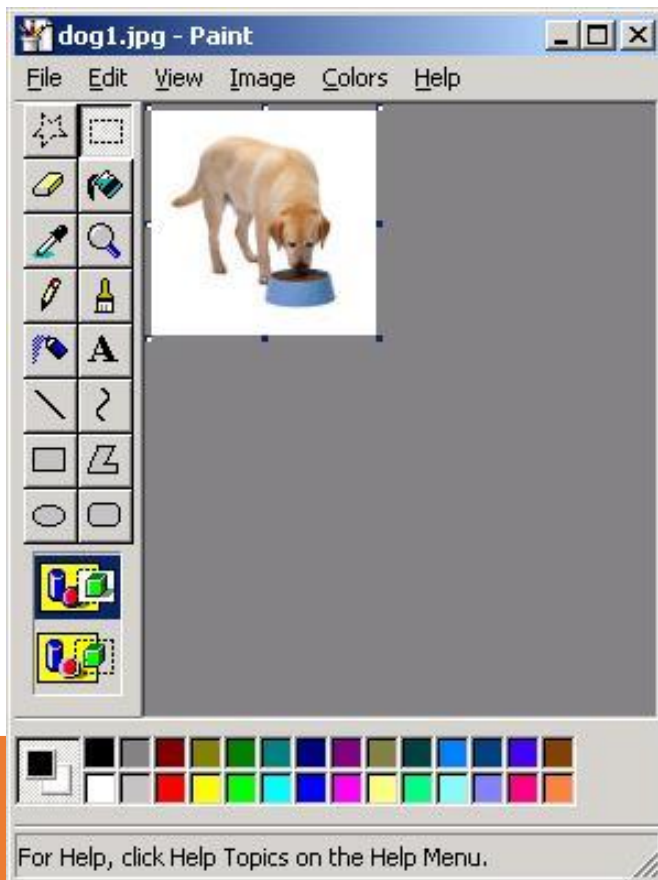 dog1.jpg - Paint
File Edit View Image Colors Help
A
For Help, click Help Topics on the Help Menu.